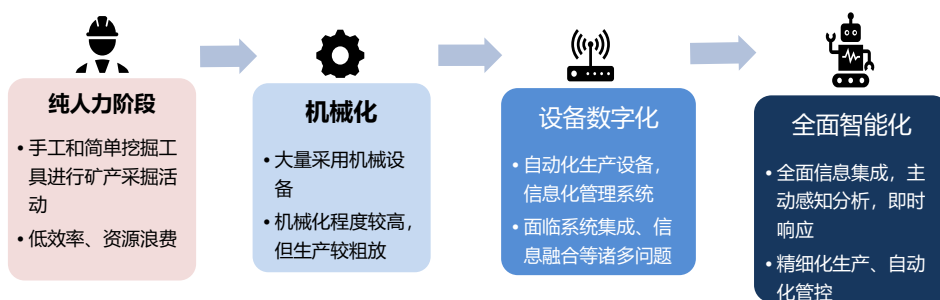 纯人力阶段
• 手工和简单挖掘工
具进行矿产采掘活
动
• 低效率、资源浪费
机械化
• 大量采用机械设
备
• 机械化程度较高，
但生产较粗放
设备数字化
• 自动化生产设备，
信息化管理系统
• 面临系统集成、信
息融合等诸多问题
全面智能化
• 全面信息集成，主
动感知分析，即时
响应
• 精细化生产、自动
化管控